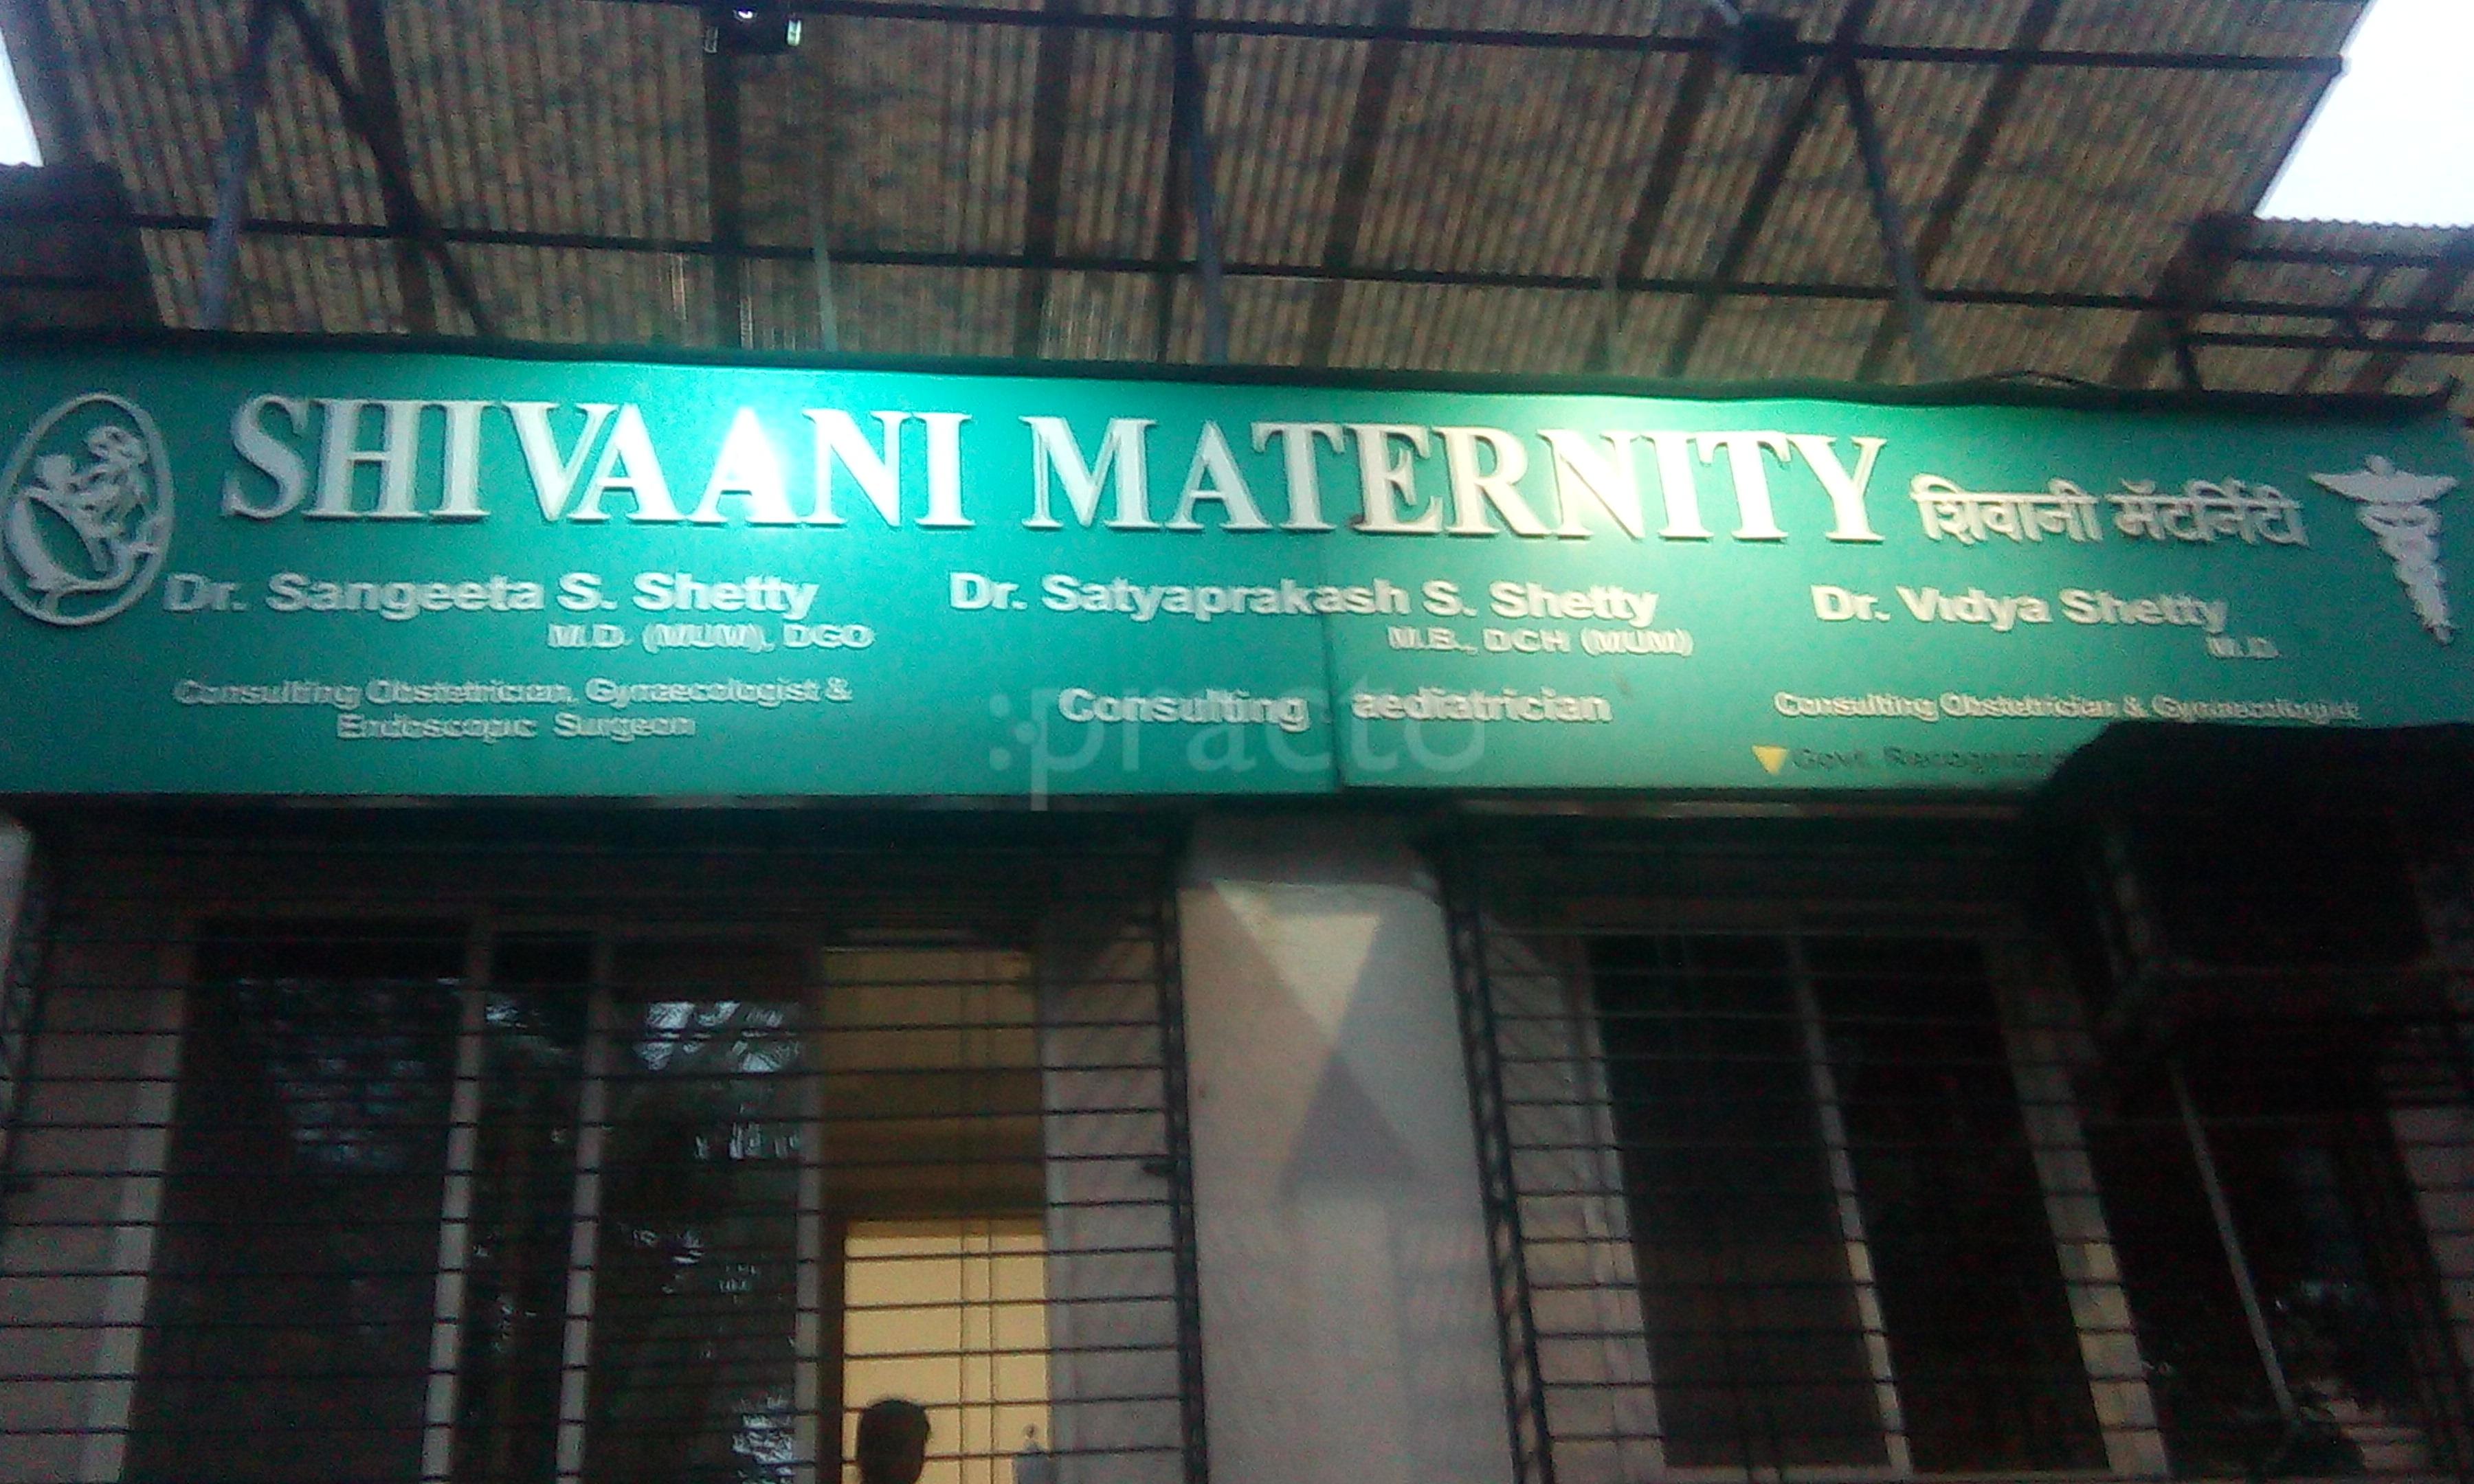 SHIVAANI MATERNITY शिवानी मॅटर्निटी
Dr. Sangeeta S. Shetty
M.D. (MUM), DGO
Consulting Obstetrician, Gynaecologist &
Endoscopic Surgeon
Dr. Satyaprakash S. Shetty
M.B., DCH (MUM)
Consulting aediatrician
Dr. Vidya Shetty
M.D.
Consulting Obstetrician & Gynaecologist
Govt.
practo